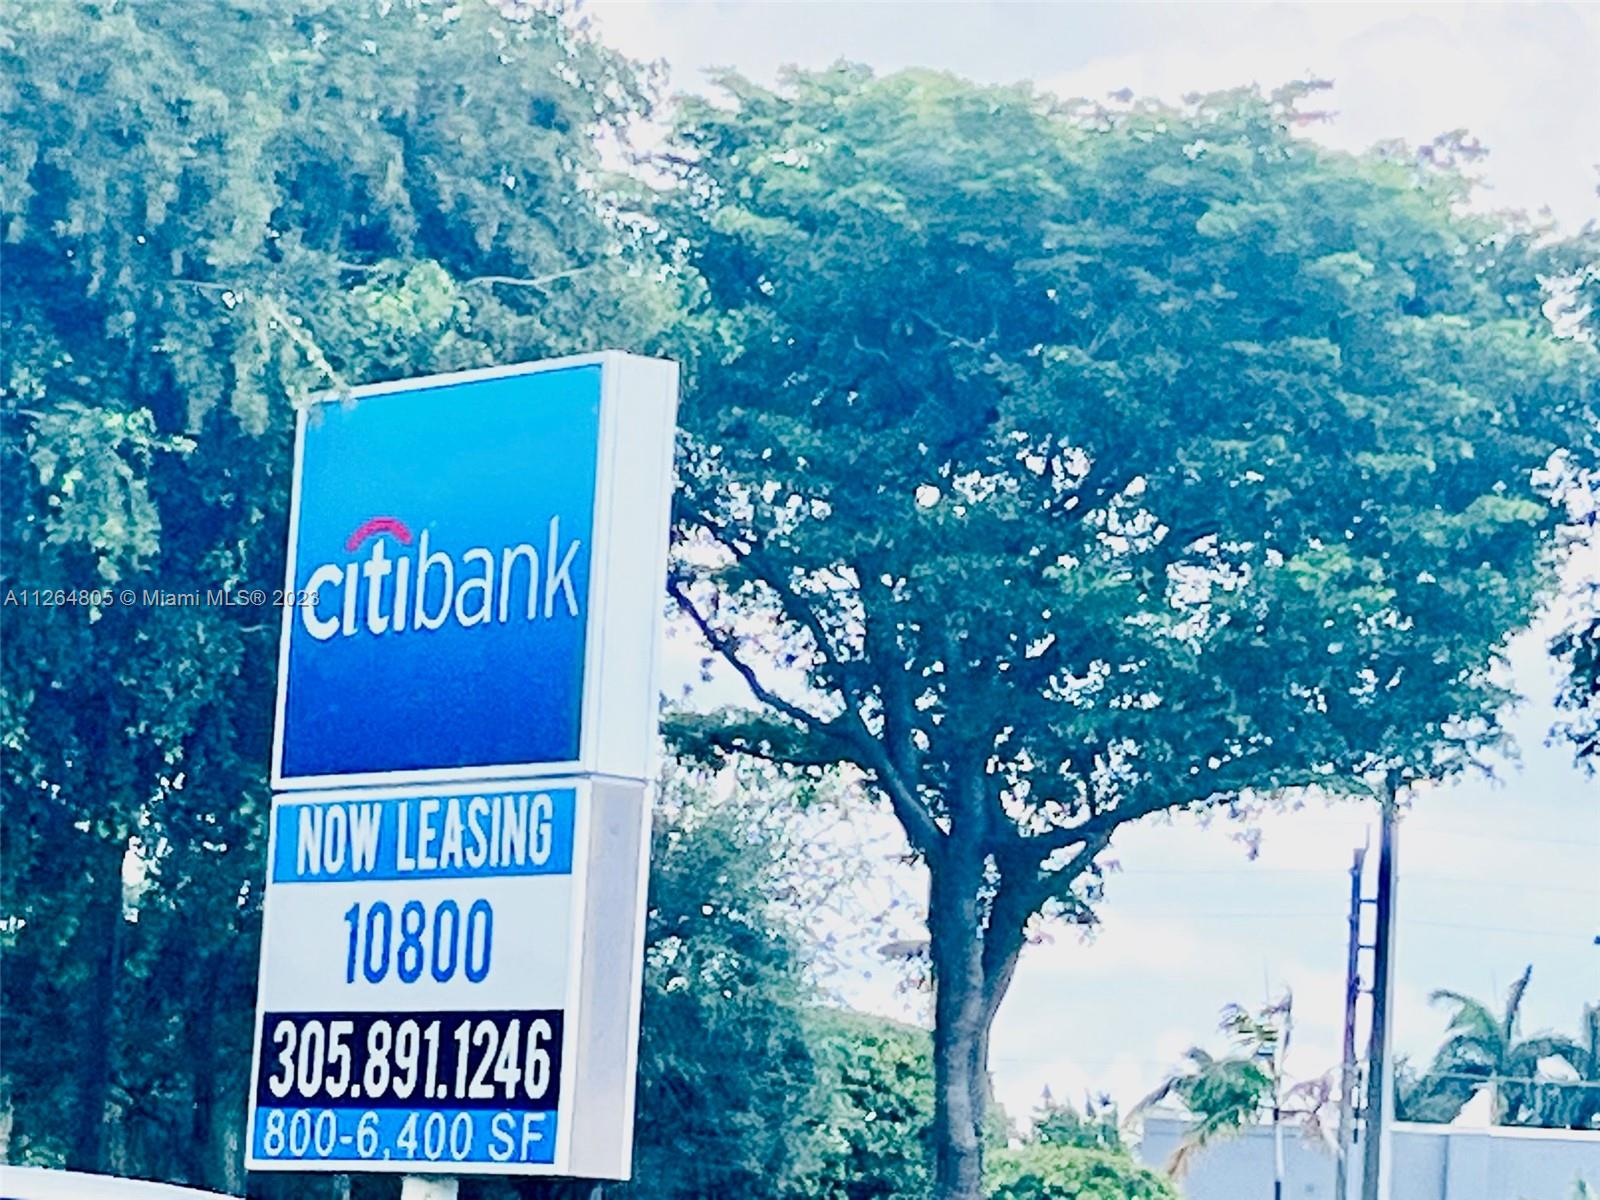 citibank
A11264805 © Miami MLS® 2023
NOW LEASING
10800
305.891.1246
800-6,400 SF